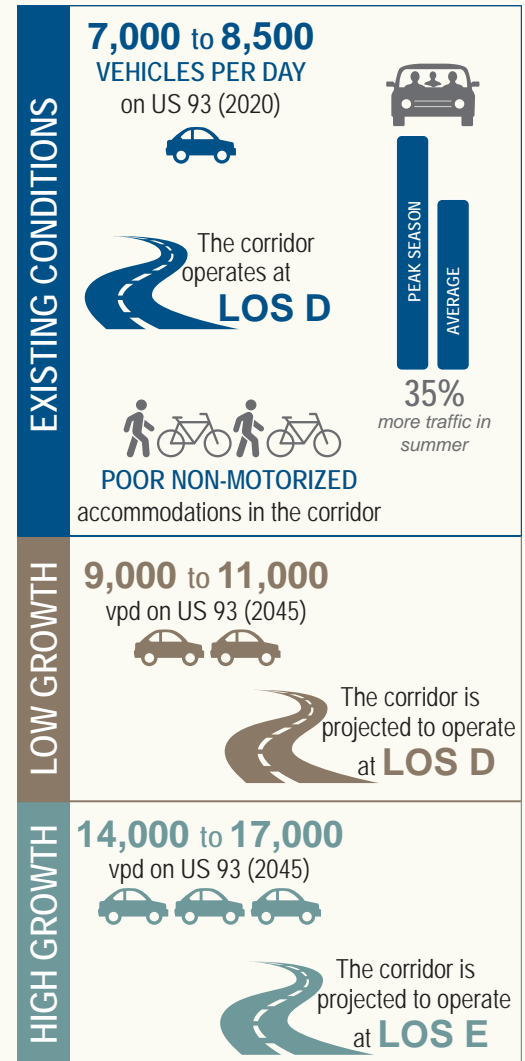 EXISTING CONDITIONS
7,000 to 8,500
VEHICLES PER DAY
on US 93 (2020)
The corridor
operates at
LOS D
PEAK SEASON
AVERAGE
35%
more traffic in
summer
POOR NON-MOTORIZED
accommodations in the corridor
LOW GROWTH
9,000 to 11,000
vpd on US 93 (2045)
The corridor is
projected to operate
at LOS D
HIGH GROWTH
14,000 to 17,000
vpd on US 93 (2045)
The corridor is
projected to operate
at LOS E